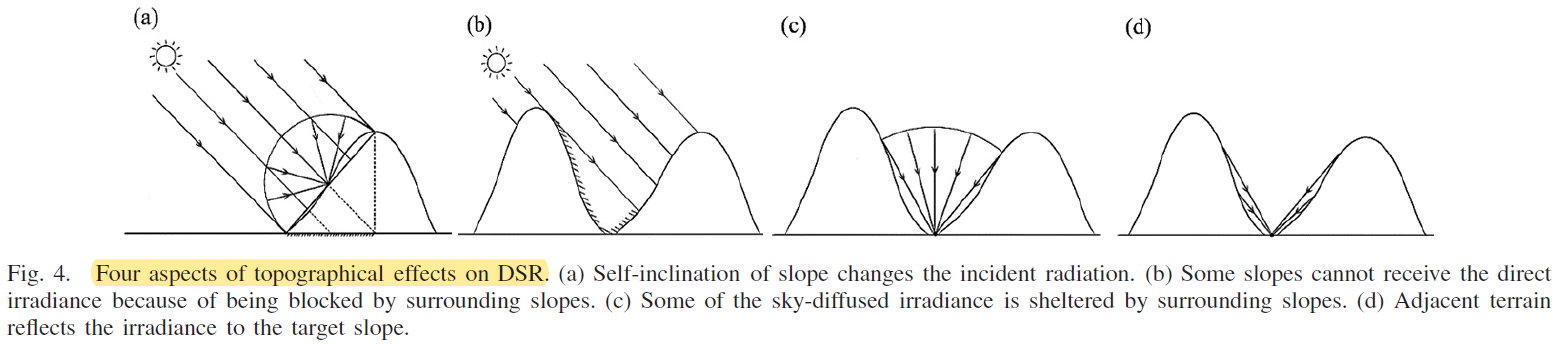 (a)
(b)
(c)
(d)
Fig. 4. Four aspects of topographical effects on DSR. (a) Self-inclination of slope changes the incident radiation. (b) Some slopes cannot receive the direct
irradiance because of being blocked by surrounding slopes. (c) Some of the sky-diffused irradiance is sheltered by surrounding slopes. (d) Adjacent terrain
reflects the irradiance to the target slope.